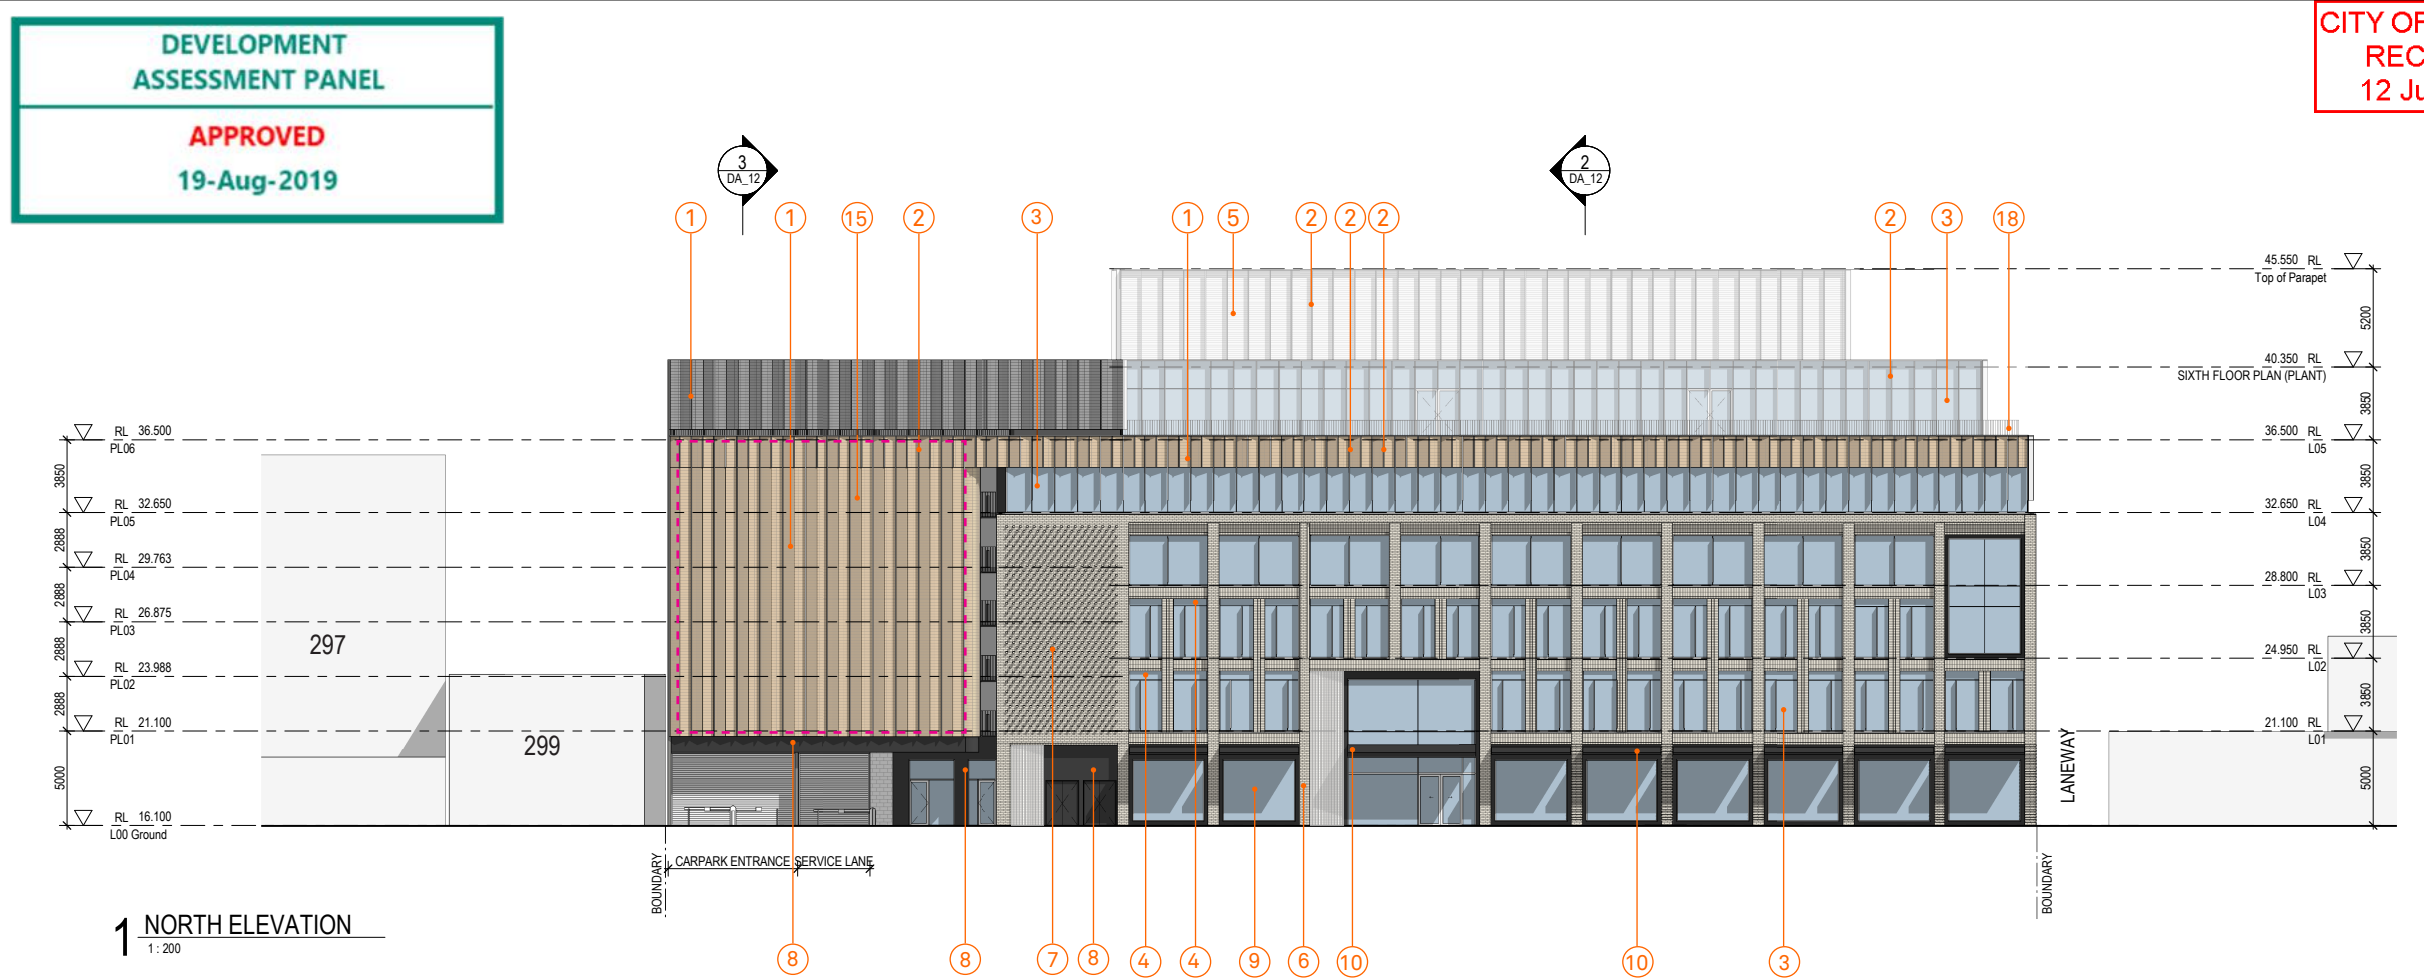 DEVELOPMENT
ASSESSMENT PANEL
APPROVED
19-Aug-2019
CITY OF
REC
12 Ju
3
DA_12
2
DA_12
1
1
15
2
3
1
5
2
2
2
2
3
18
45.550 RL
Top of Parapet
5200
40.350 RL
SIXTH FLOOR PLAN (PLANT)
3850
36.500 RL
L05
3850
32.650 RL
L04
3850
28.800 RL
L03
3850
24.950 RL
L02
3850
21.100 RL
L01
5000
RL 36.500
PL06
3850
RL 32.650
PL05
2888
RL 29.763
PL04
2888
RL 26.875
PL03
2888
RL 23.988
PL02
2888
RL 21.100
PL01
5000
RL 16.100
L00 Ground
297
299
LANEWAY
BOUNDARY
CARPARK ENTRANCE
SERVICE LANE
BOUNDARY
8
8
7
8
4
4
9
6
10
10
3
1 NORTH ELEVATION
1 : 200